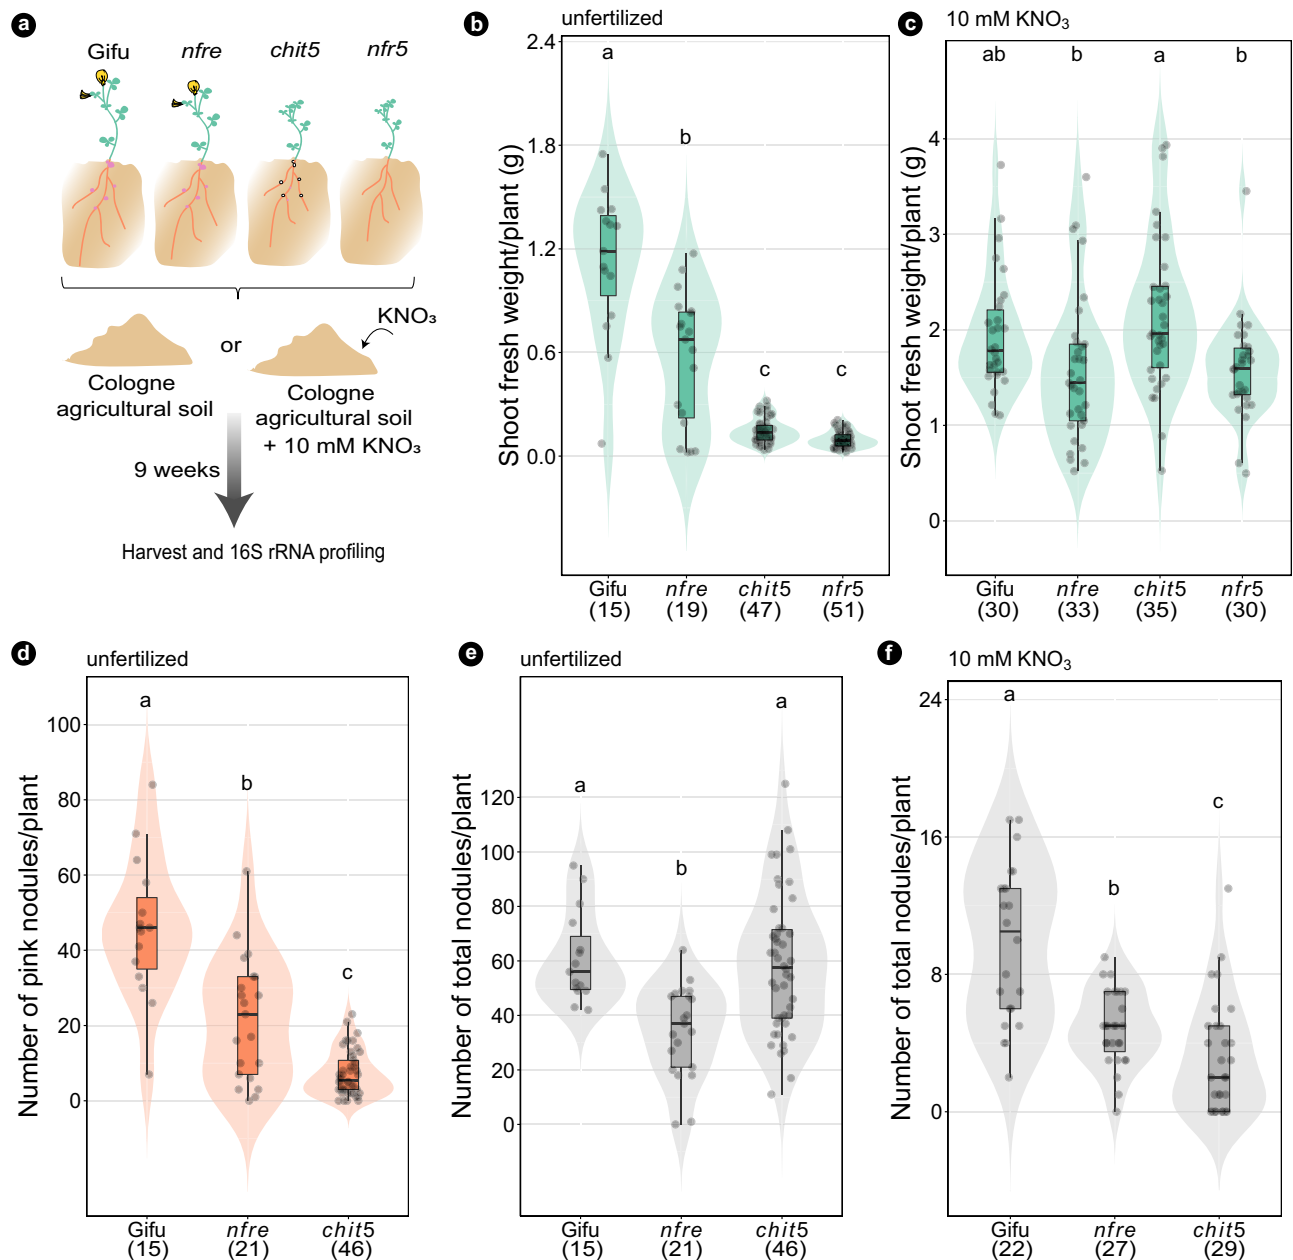 a
Gifu nfre chit5 nfr5
KNO₃
or
Cologne
agricultural soil
Cologne
agricultural soil
+ 10 mM KNO₃
9 weeks
Harvest and 16S rRNA profiling
b
unfertilized
Shoot fresh weight/plant (g)
2.4
1.8
1.2
0.6
0.0
a
b
c
c
Gifu nfre chit5 nfr5
(15) (19) (47) (51)
c
10 mM KNO₃
Shoot fresh weight/plant (g)
4
3
2
1
0
ab b a b
Gifu nfre chit5 nfr5
(30) (33) (35) (30)
d
unfertilized
Number of pink nodules/plant
100
80
60
40
20
0
a
b
c
Gifu nfre chit5
(15) (21) (46)
e
unfertilized
Number of total nodules/plant
120
100
80
60
40
20
0
a
b
a
Gifu nfre chit5
(15) (21) (46)
f
10 mM KNO₃
Number of total nodules/plant
24
16
8
0
a
b
c
Gifu nfre chit5
(22) (27) (29)